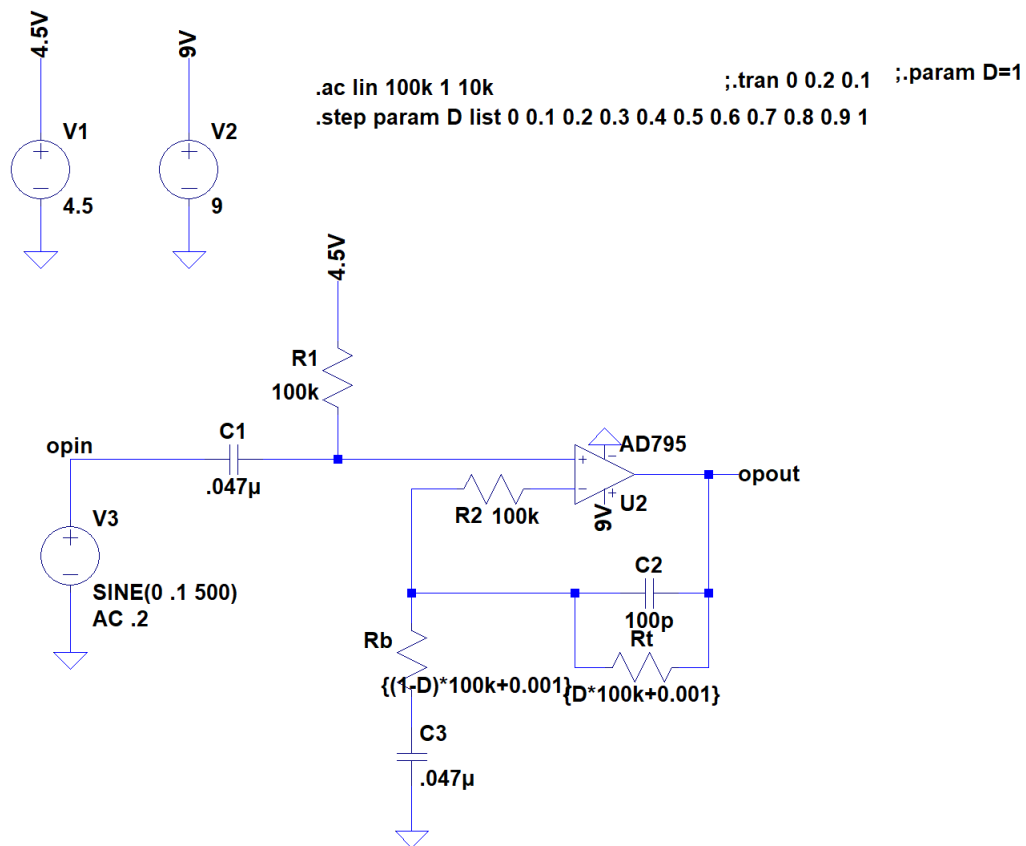 4.5V
9V
.ac lin 100k 1 10k
;.tran 0 0.2 0.1
;.param D=1
.step param D list 0 0.1 0.2 0.3 0.4 0.5 0.6 0.7 0.8 0.9 1
V1
4.5
V2
9
4.5V
R1
100k
opin
C1
.047µ
AD795
U2
9V
opout
R2 100k
V3
SINE(0 .1 500)
AC .2
C2
100p
Rt
{D*100k+0.001}
Rb
{(1-D)*100k+0.001}
C3
.047µ